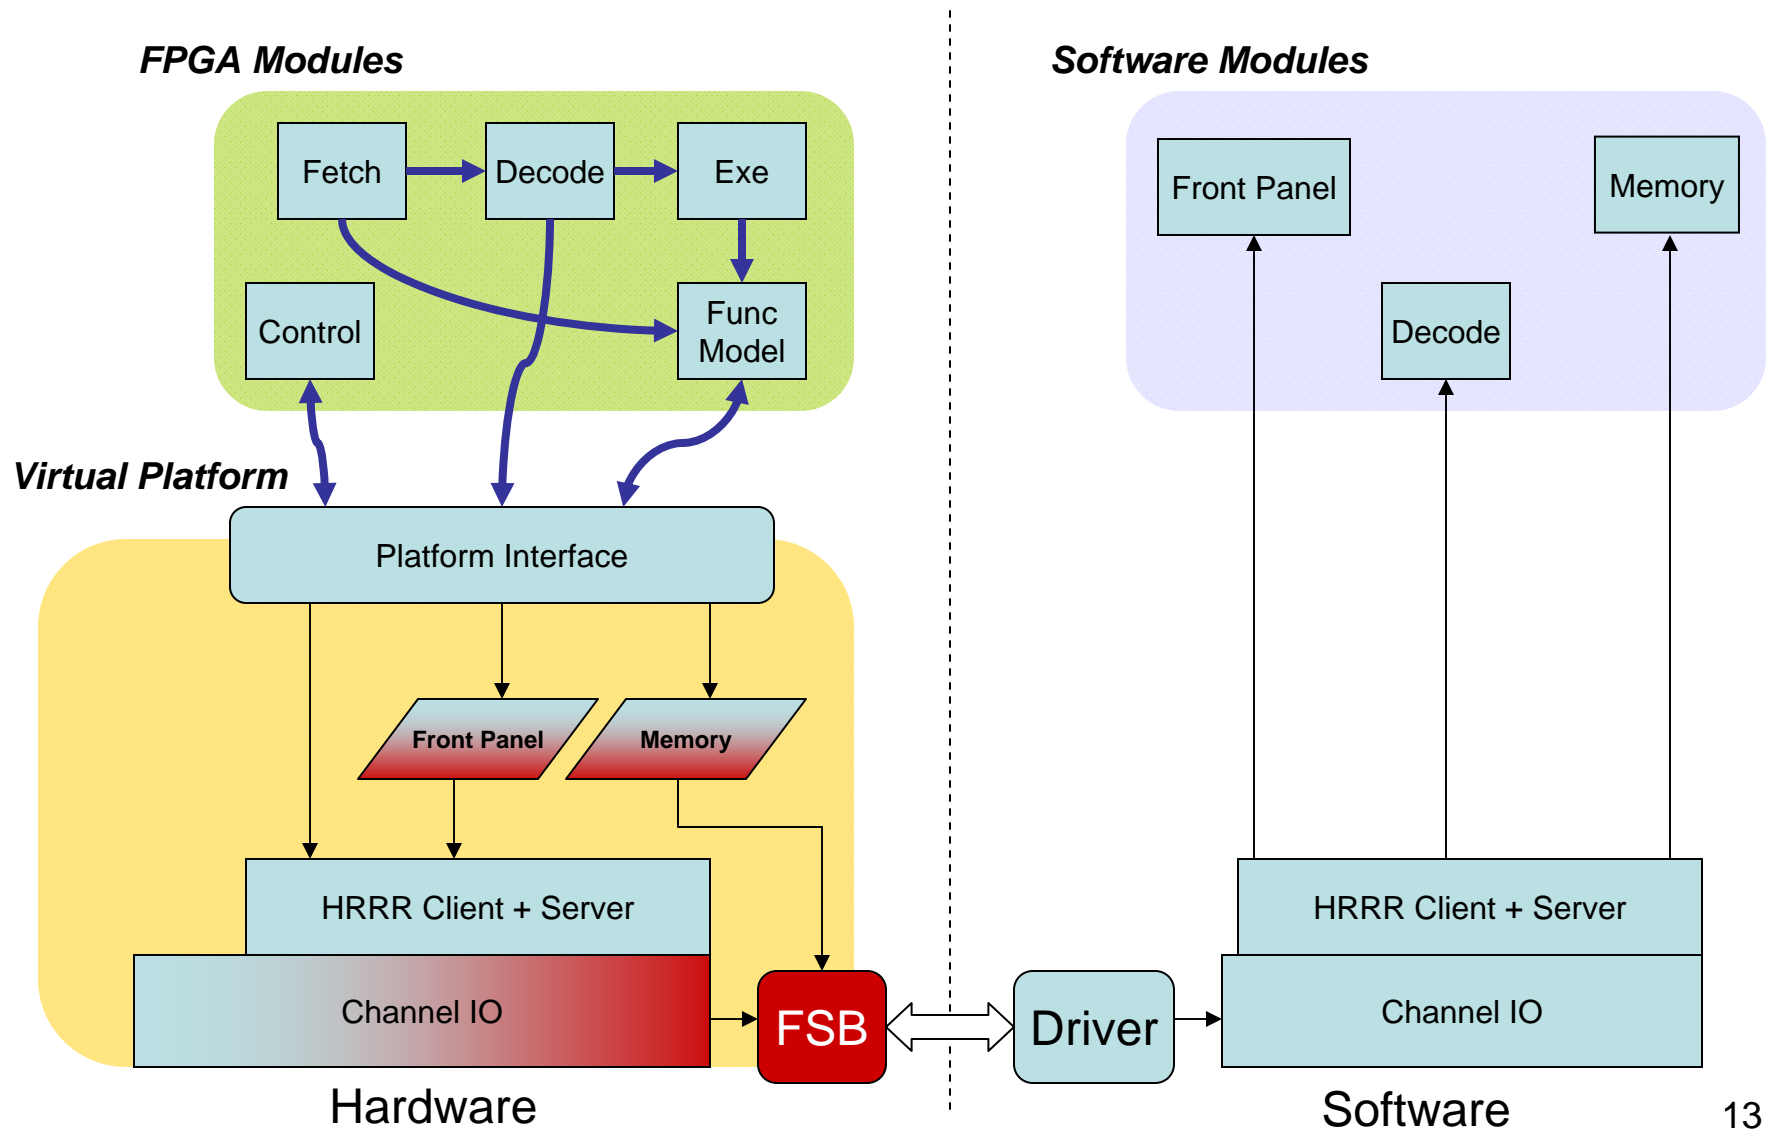 FPGA Modules
Software Modules
Fetch
Decode
Exe
Control
Func
Model
Front Panel
Memory
Decode
Virtual Platform
Platform Interface
Front Panel
Memory
HRRR Client + Server
Channel IO
FSB
Driver
HRRR Client + Server
Channel IO
Hardware
Software
13